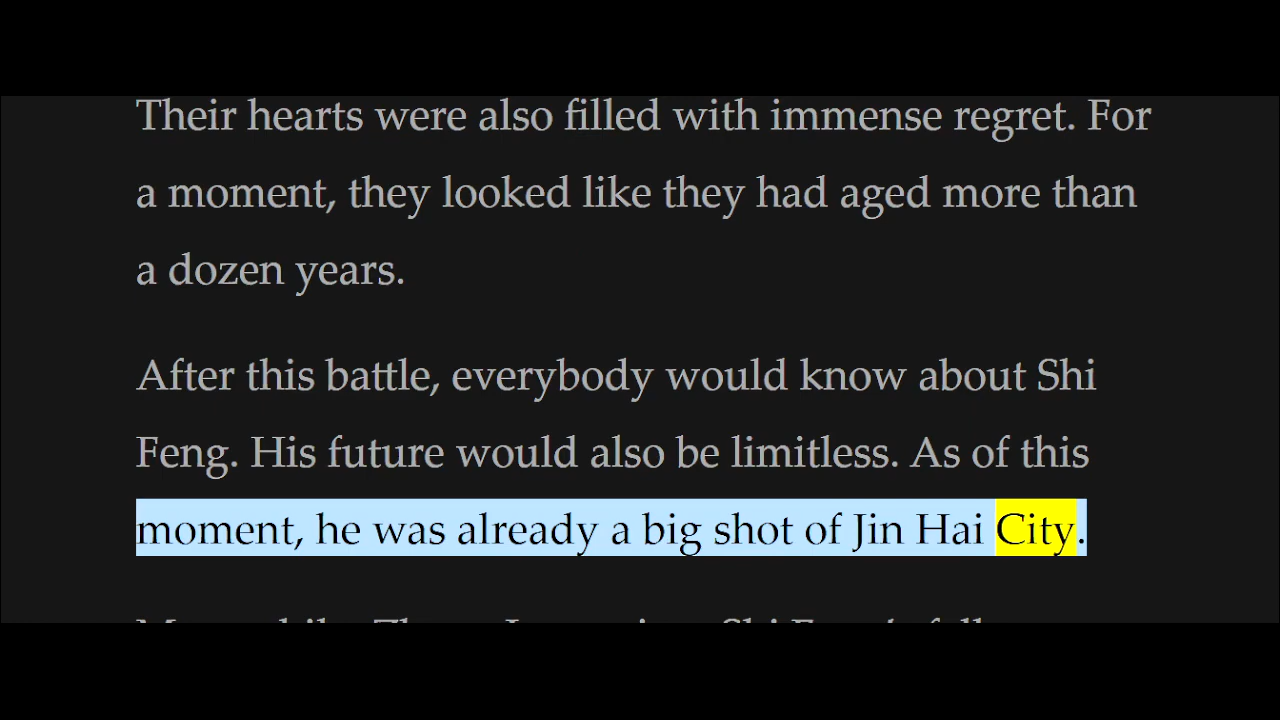 Their hearts were also filled with immense regret. For
a moment, they looked like they had aged more than
a dozen years.
After this battle, everybody would know about Shi
Feng. His future would also be limitless. As of this
moment, he was already a big shot of Jin Hai City.